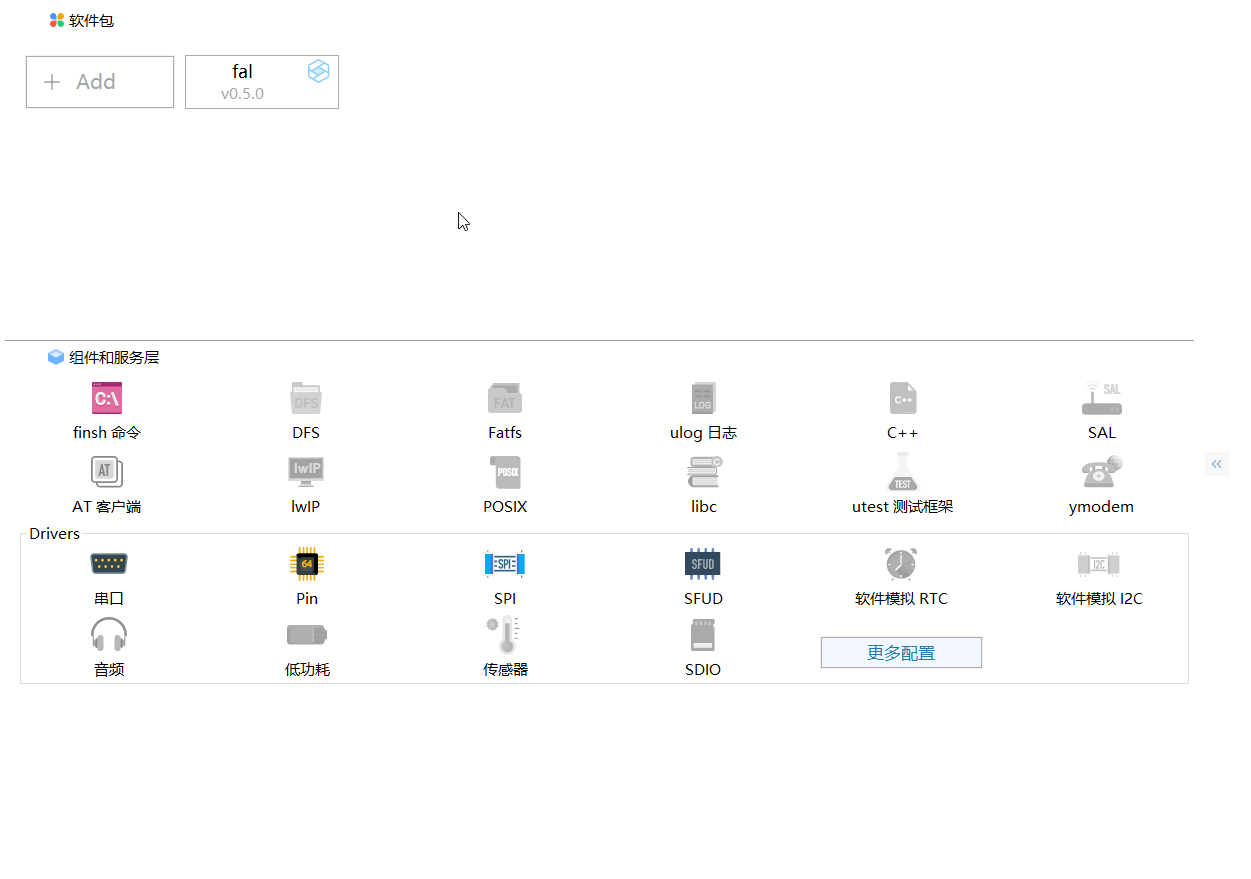 软件包
Add
fal
v0.5.0
组件和服务层
C:\ DFS FAT LOG C++ SAL
finsh 命令 DFS Fatfs ulog 日志 C++ SAL
AT lwIP POSIX C TEST
AT 客户端 lwIP POSIX libc utest 测试框架 ymodem
Drivers
64 SPI SFUD I2C
串口 Pin SPI SFUD 软件模拟 RTC 软件模拟 I2C
更多配置
音频 低功耗 传感器 SDIO